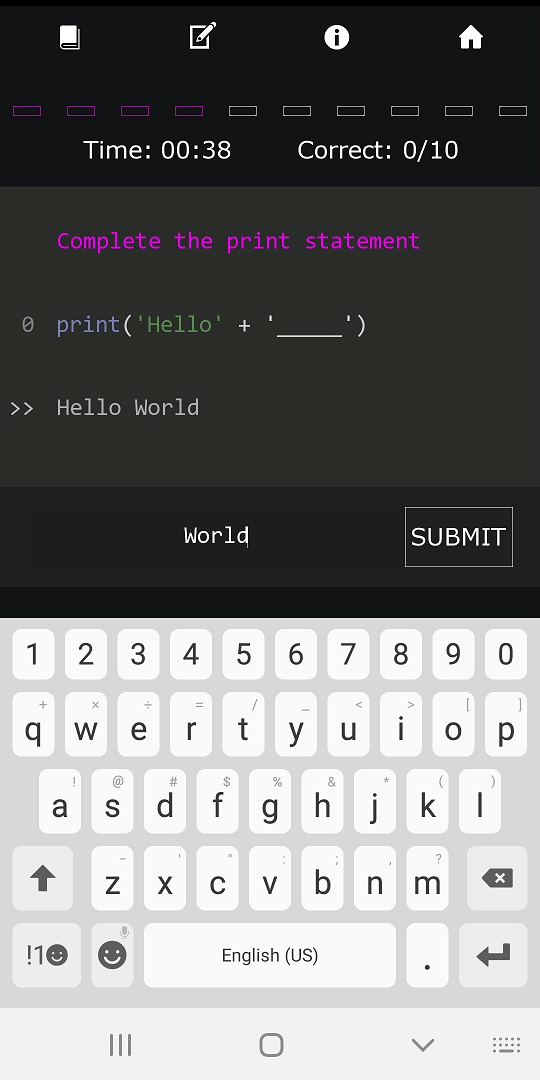 Time: 00:38 Correct: 0/10
Complete the print statement
0 print('Hello' + '_____')
>> Hello World
World SUBMIT
1 2 3 4 5 6 7 8 9 0
+ × ÷ = / _ < > [ ]
q w e r t y u i o p
! @ # $ % & * ( )
a s d f g h j k l
- ' " : ; , ?
z x c v b n m
!1☻ English (US) .